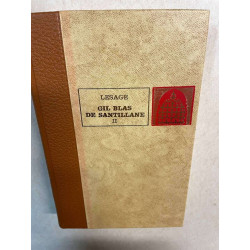 LESAGE
GIL BLAS
DE SANTILLANE
II